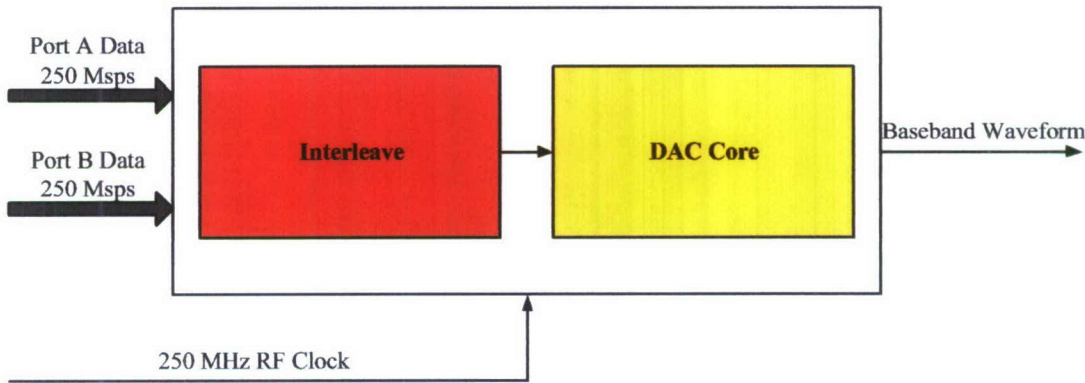 Port A Data
250 Msps
Port B Data
250 Msps
Interleave
DAC Core
Baseband Waveform
250 MHz RF Clock